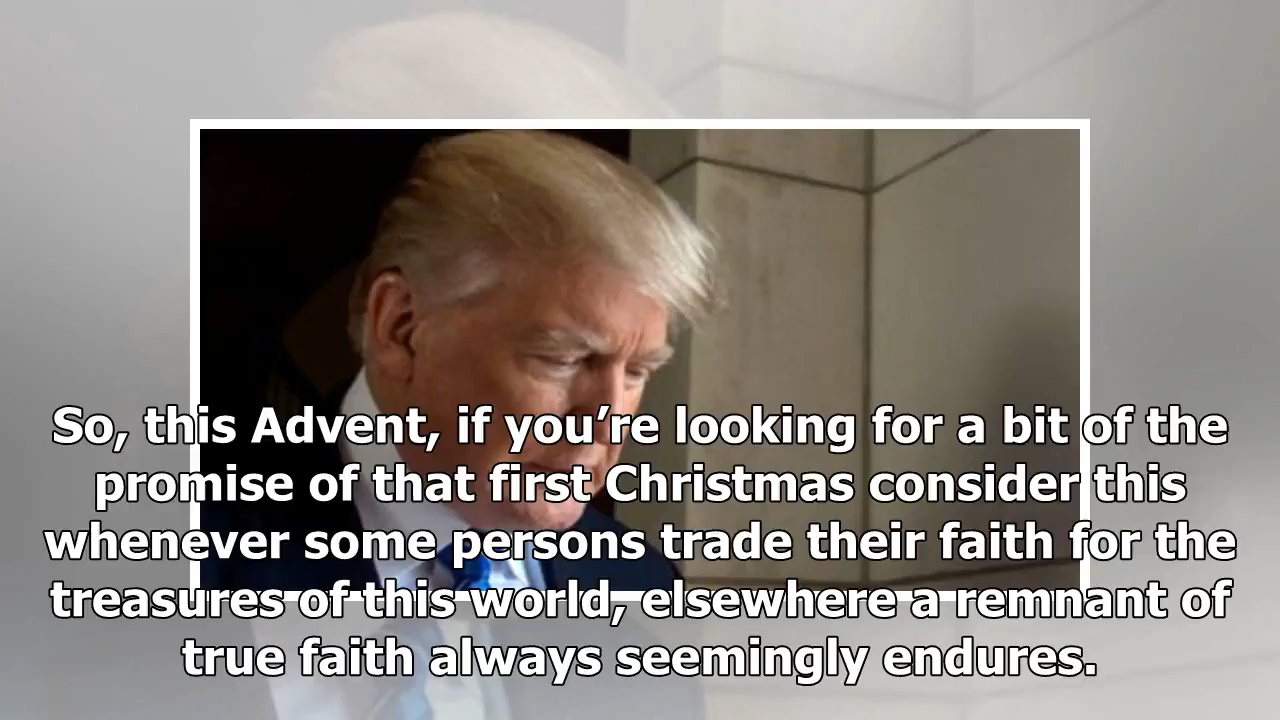 So, this Advent, if you’re looking for a bit of the
promise of that first Christmas consider this
whenever some persons trade their faith for the
treasures of this world, elsewhere a remnant of
true faith always seemingly endures.